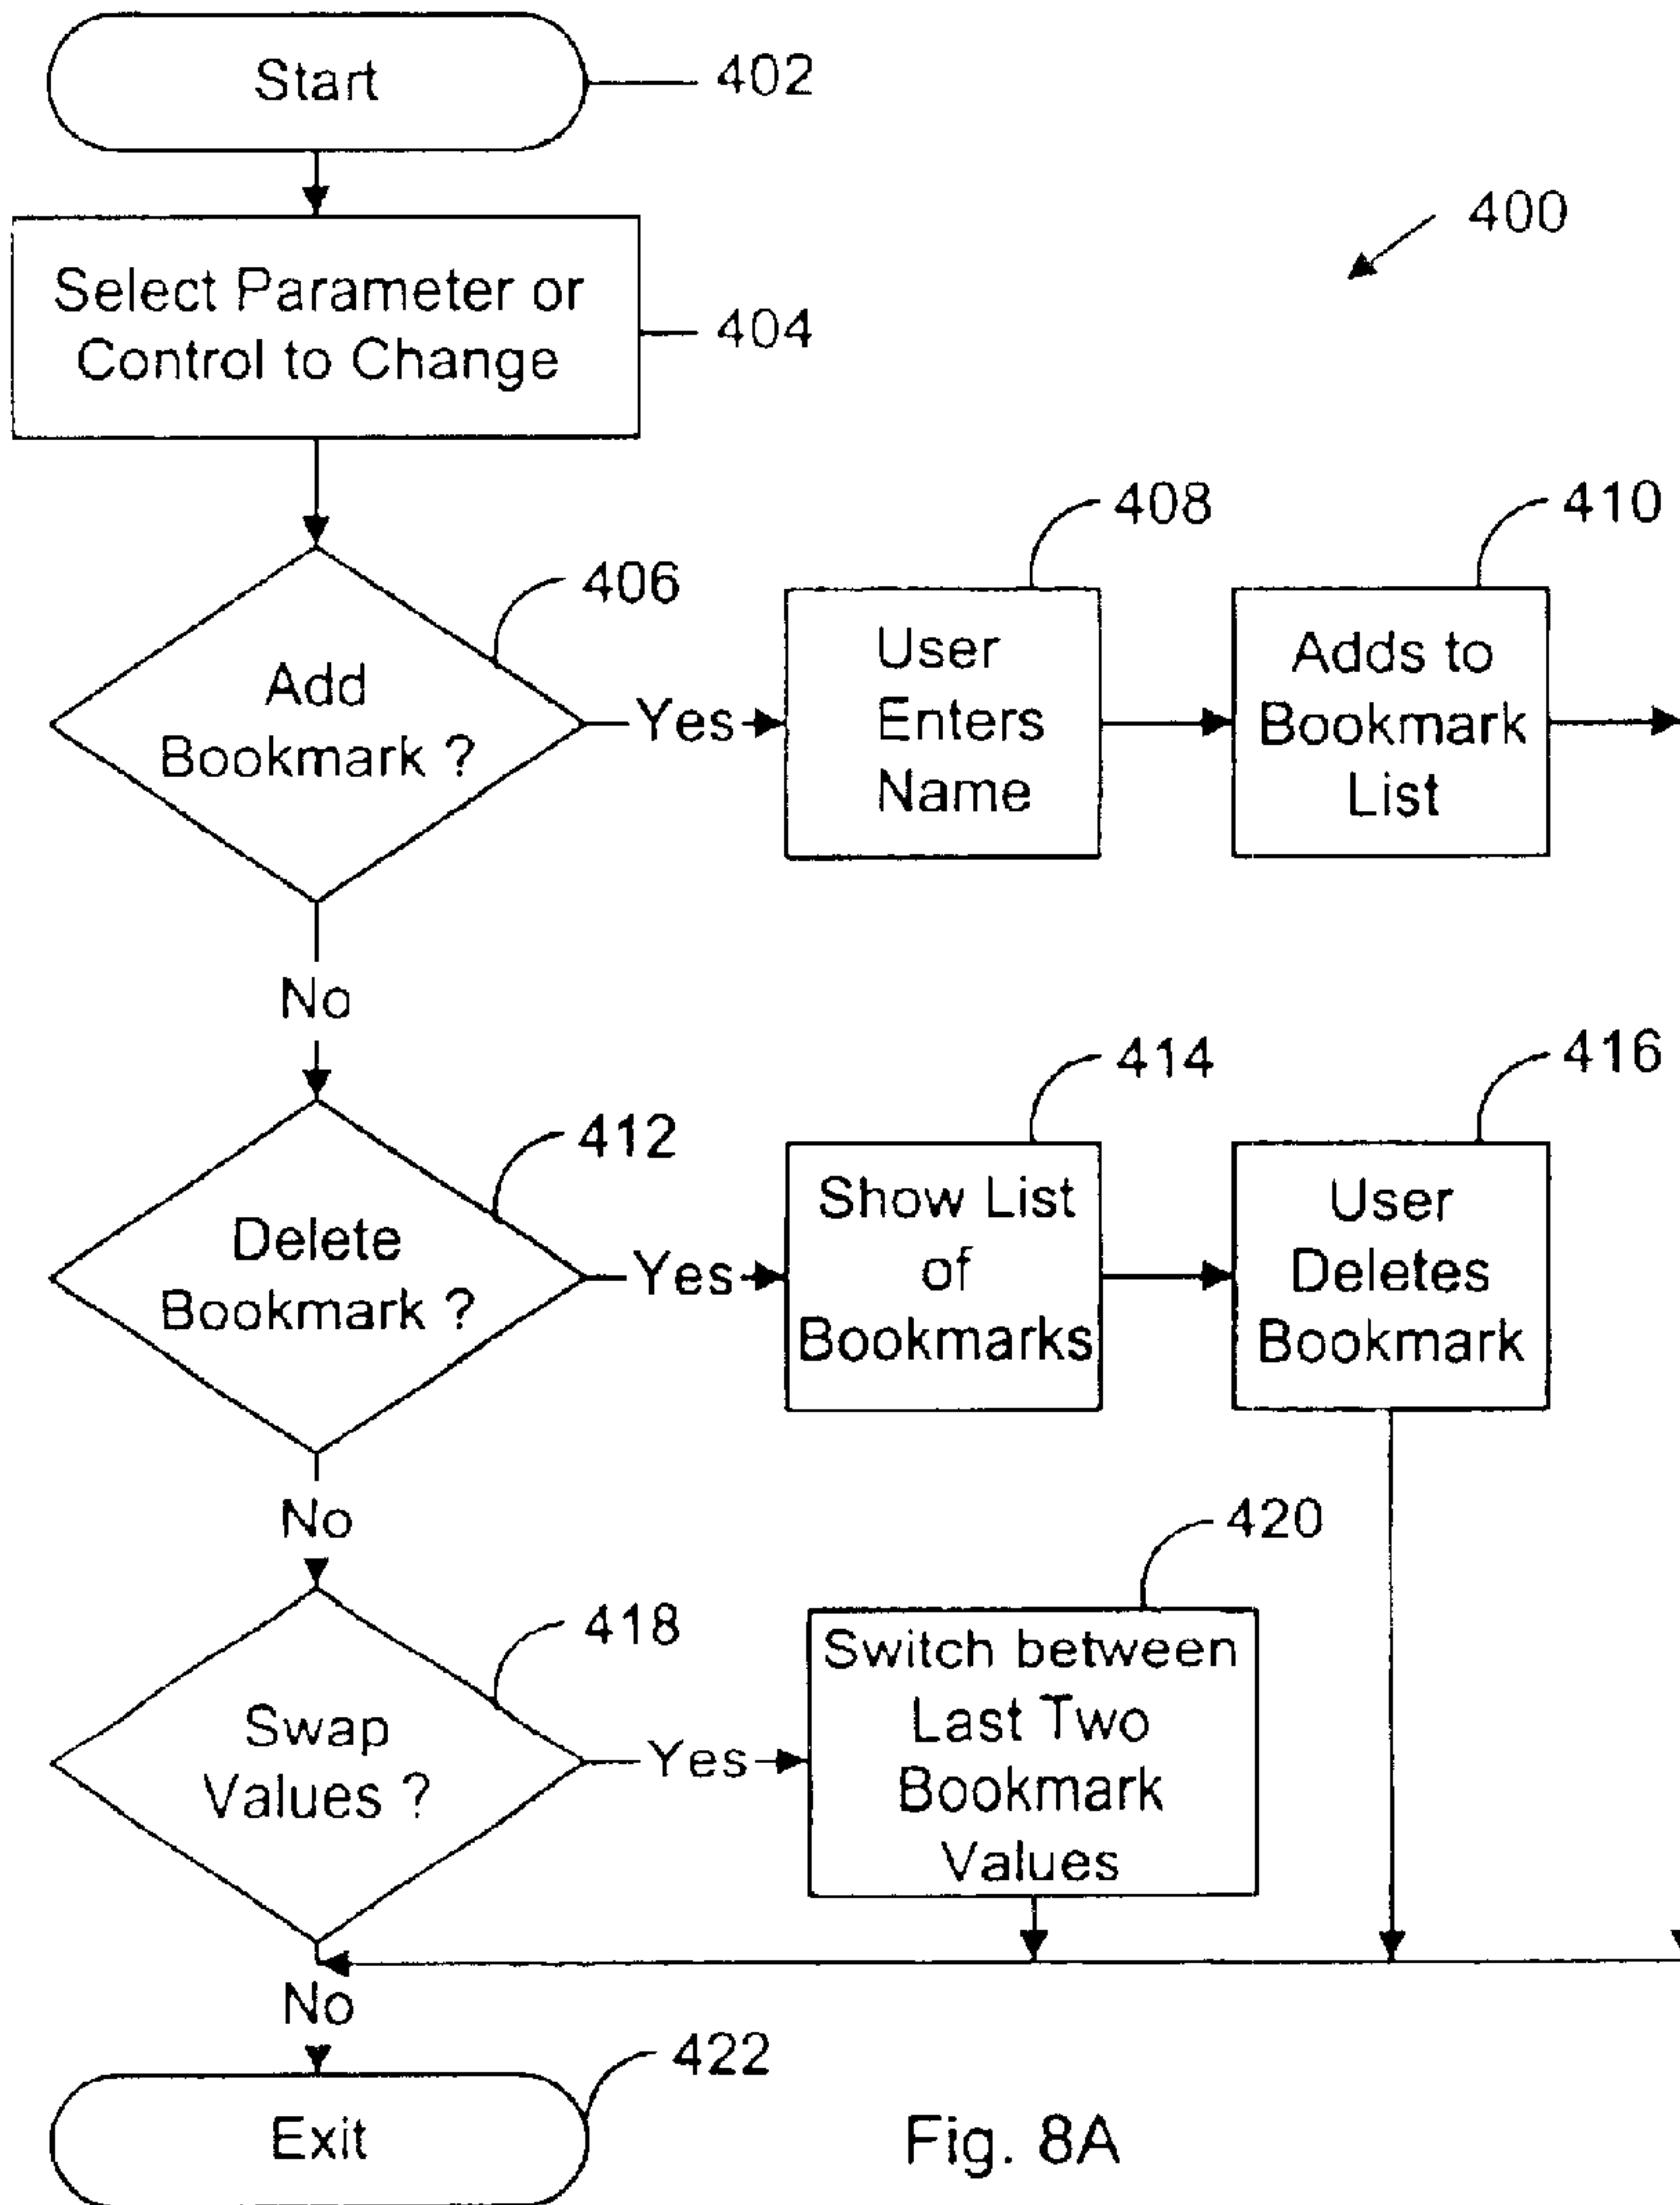 Start
402
400
Select Parameter or
Control to Change
404
406
Add
Bookmark ?
Yes
408
User
Enters
Name
410
Adds to
Bookmark
List
No
412
Delete
Bookmark ?
Yes
414
Show List
of
Bookmarks
416
User
Deletes
Bookmark
No
418
Swap
Values ?
Yes
420
Switch between
Last Two
Bookmark
Values
No
422
Exit
Fig. 8A